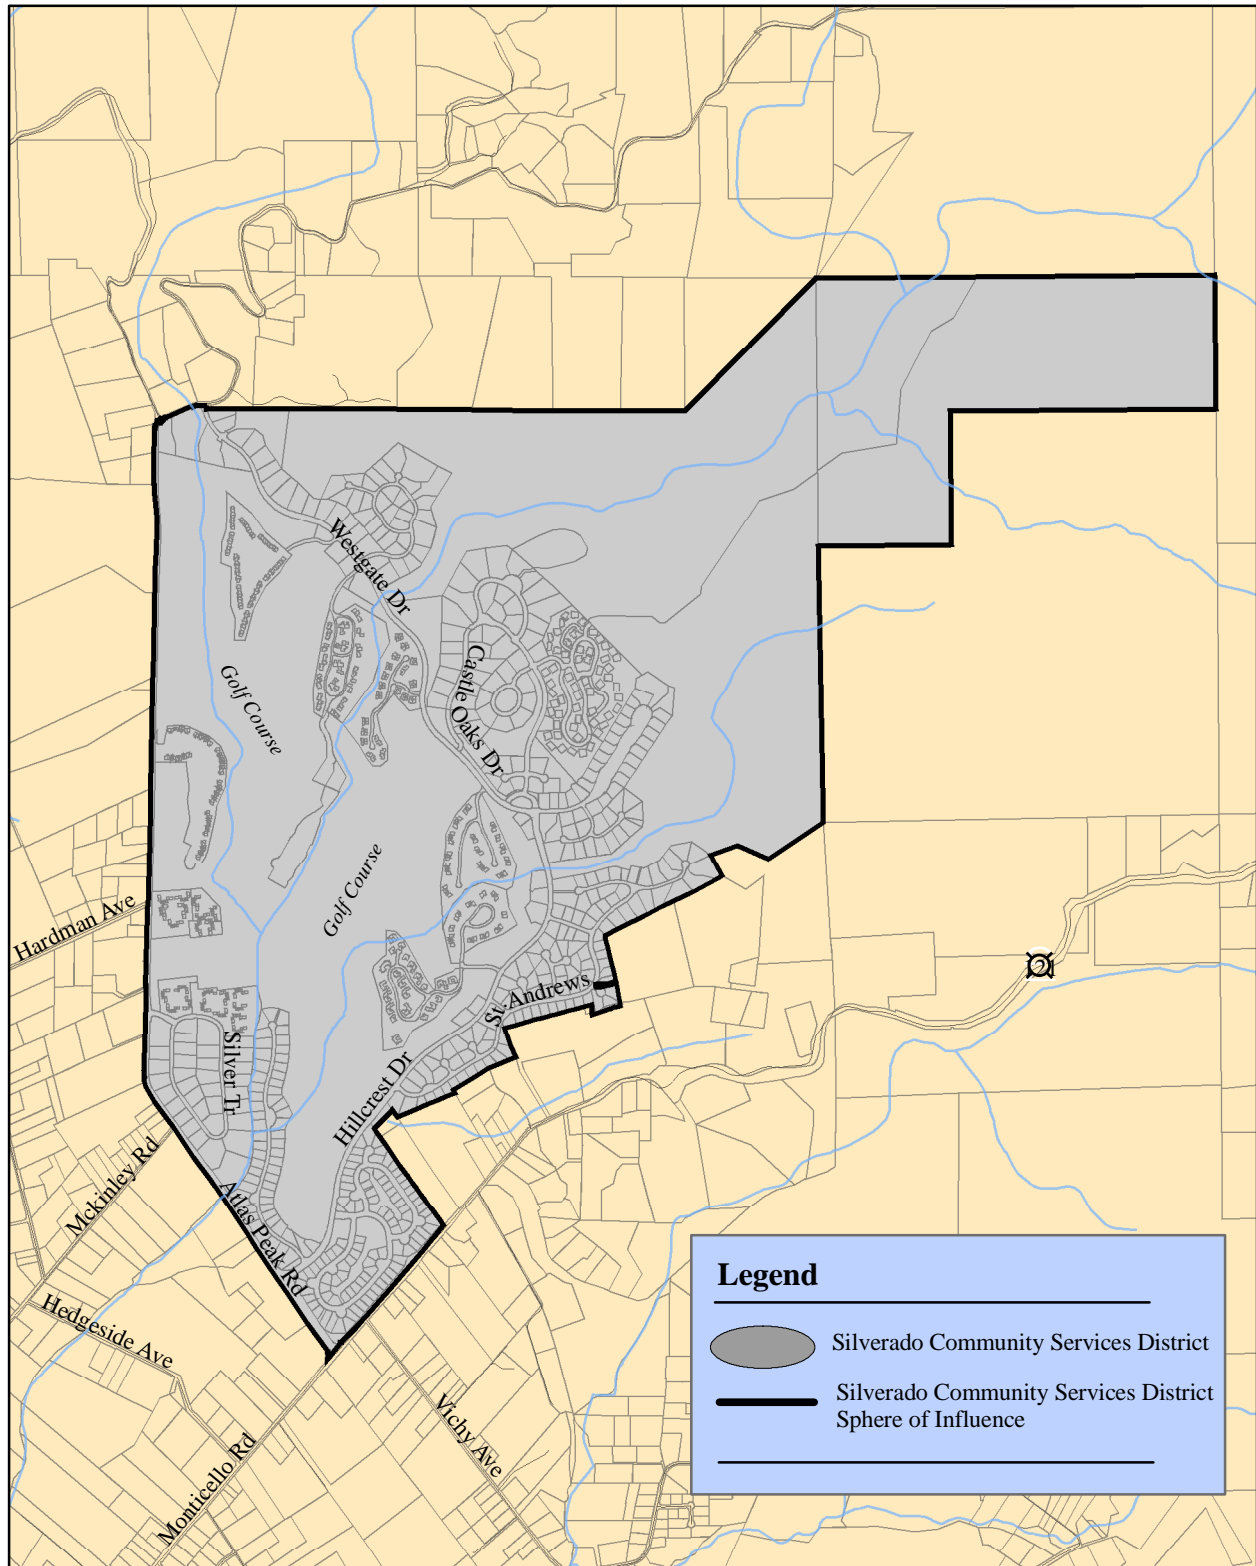 Westgate Dr
Castle Oaks Dr
Golf Course
Golf Course
Hardman Ave
St-Andrews
Silver Tr
Hillcrest Dr
Mckinley Rd
Atlas Peak Rd
Hedgeside Ave
Vichy Ave
Monticello Rd
Legend
Silverado Community Services District
Silverado Community Services District
Sphere of Influence